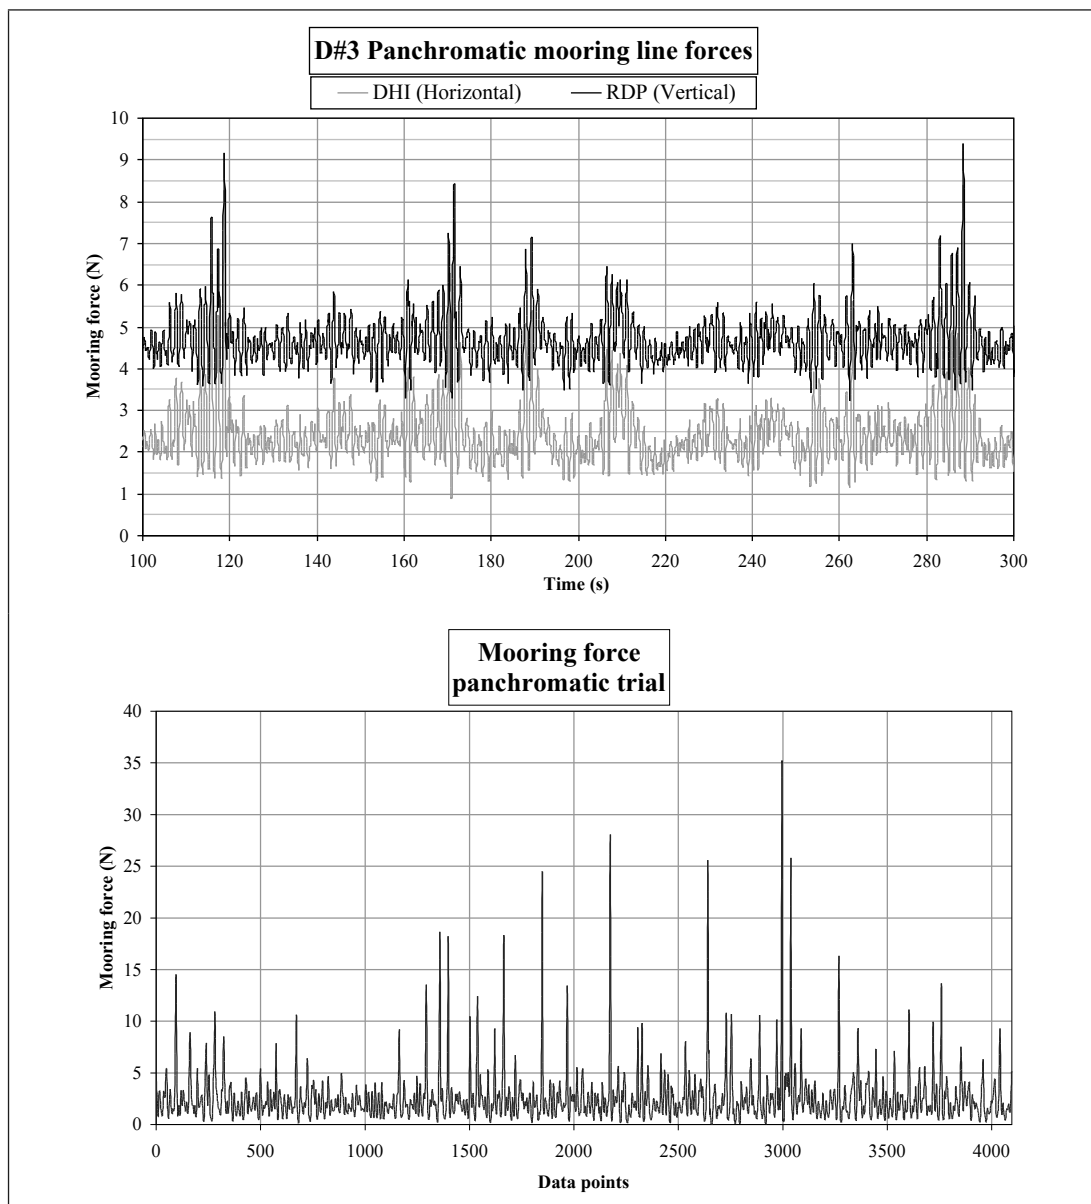 D#3 Panchromatic mooring line forces
DHI (Horizontal) RDP (Vertical)
10
9
8
7
6
5
4
3
2
1
0
Mooring force (N)
100 120 140 160 180 200 220 240 260 280 300
Time (s)
Mooring force
panchromatic trial
40
35
30
25
20
15
10
5
0
Mooring force (N)
0 500 1000 1500 2000 2500 3000 3500 4000
Data points